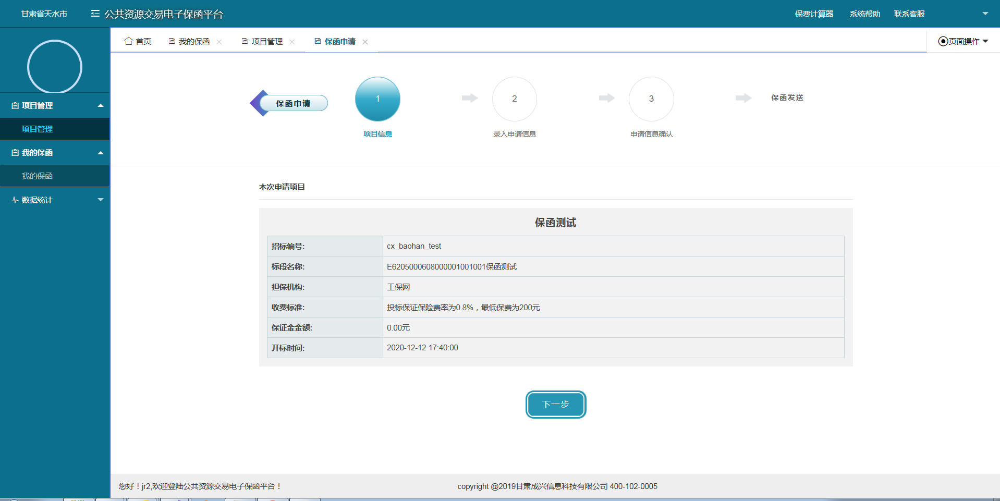 甘肃省天水市
公共资源交易电子保函平台
保费计算器 系统帮助 联系客服
首页 我的保函 项目管理 保函申请 页面操作
项目管理
项目管理
我的保函
我的保函
数据统计
保函申请
1
项目信息
2
录入申请信息
3
申请信息确认
保函发送
本次申请项目
保函测试
招标编号: cx_baohan_test
标段名称: E6205000608000001001001保函测试
担保机构: 工保网
收费标准: 投标保证保险费率为0.8%，最低保费为200元
保证金金额: 0.00元
开标时间: 2020-12-12 17:40:00
下一步
您好！jr2,欢迎登陆公共资源交易电子保函平台！
copyright @2019甘肃成兴信息科技有限公司 400-102-0005